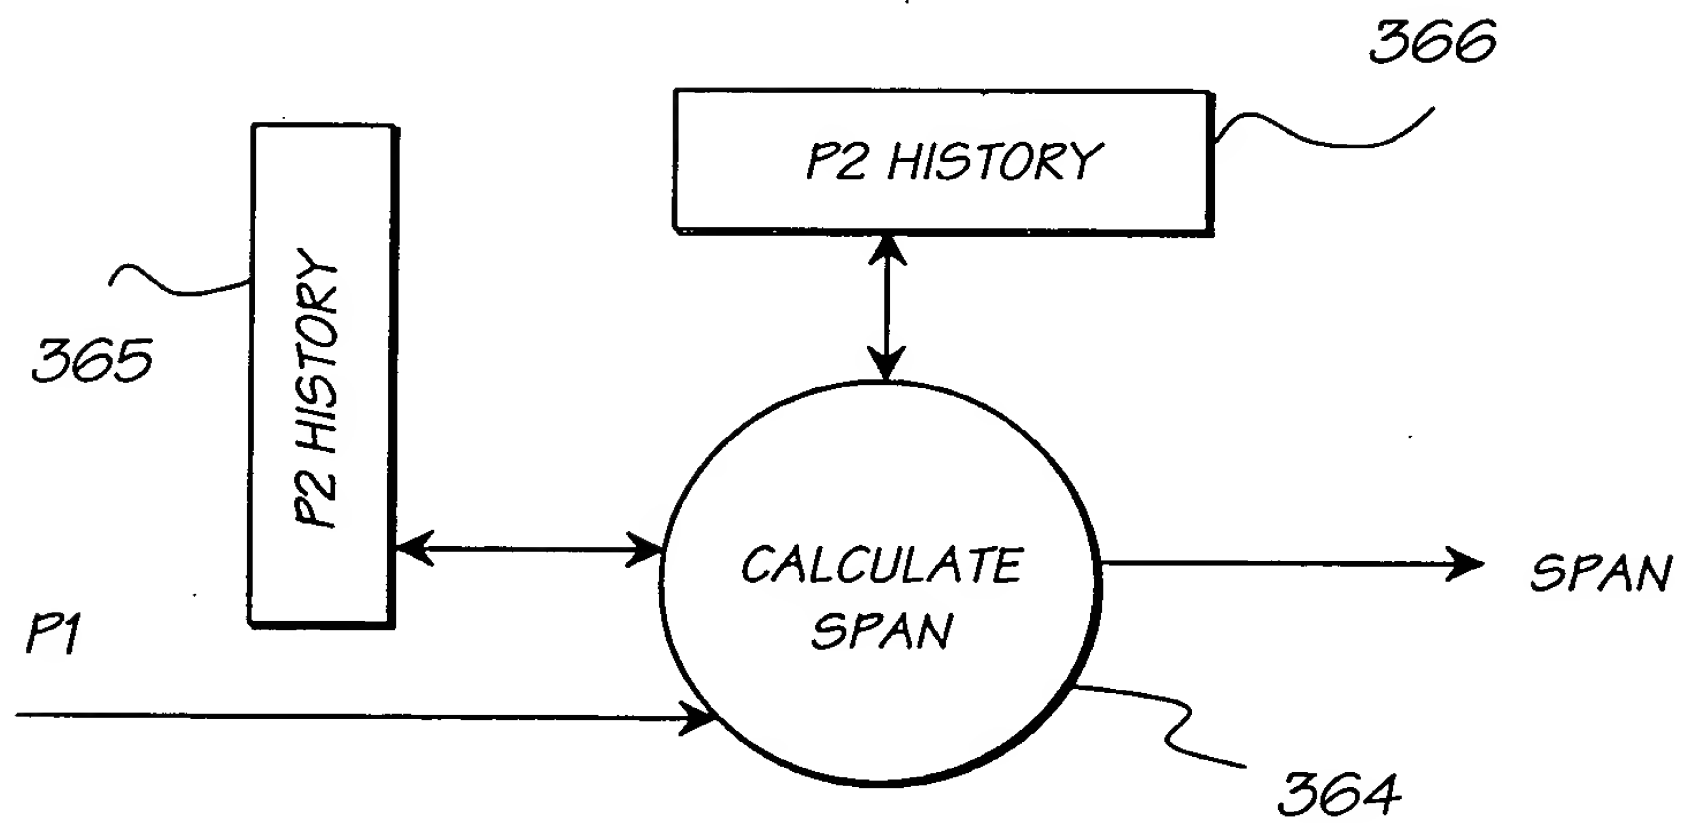 366
P2 HISTORY
P2 HISTORY
365
CALCULATE
SPAN
SPAN
P1
364